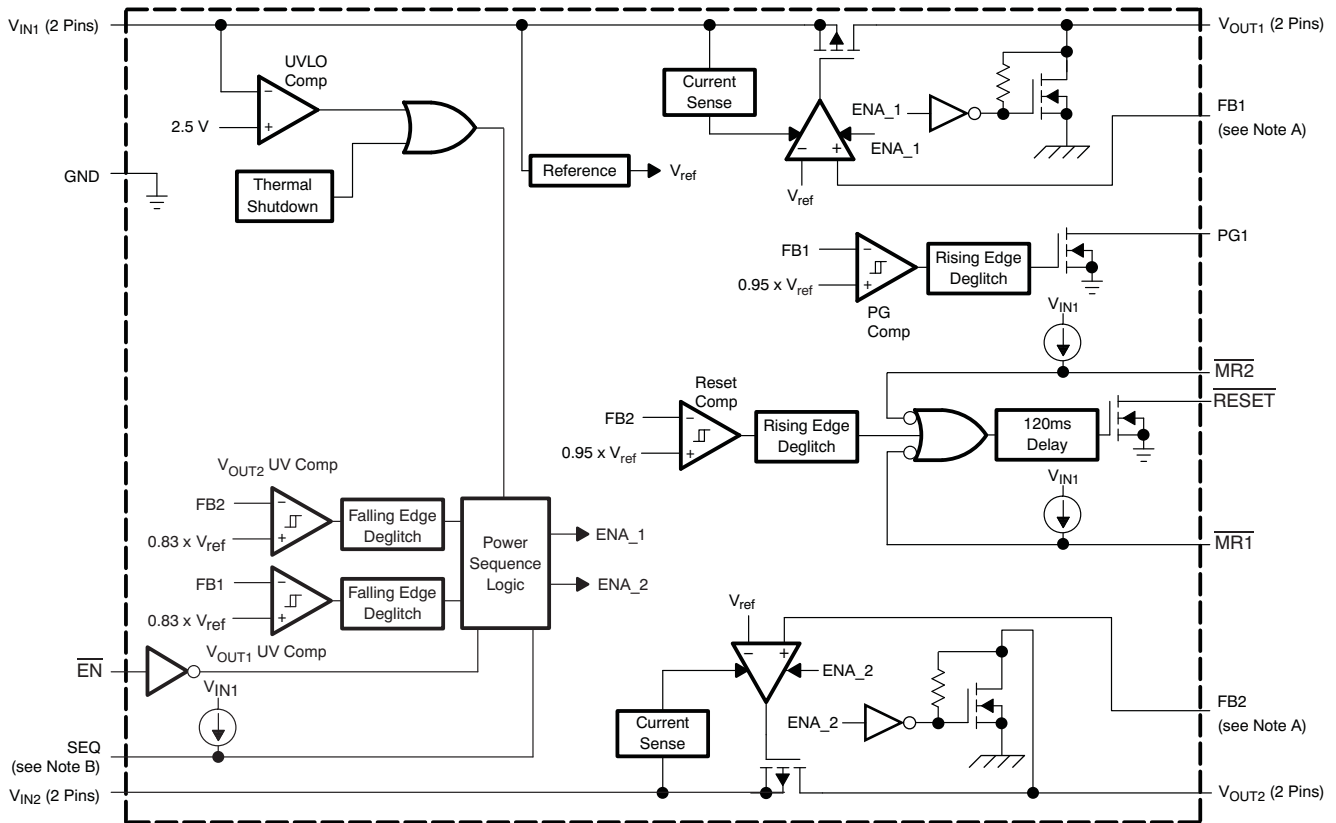 VIN1 (2 Pins)
VOUT1 (2 Pins)
UVLO
Comp
−
+
2.5 V
Current
Sense
ENA_1
ENA_1
− +
Vref
FB1
(see Note A)
GND
Thermal
Shutdown
Reference
Vref
PG1
FB1
−
0.95 x Vref
+
PG
Comp
Rising Edge
Deglitch
VIN1
MR2
Reset
Comp
FB2
−
0.95 x Vref
+
Rising Edge
Deglitch
120ms
Delay
RESET
VIN1
MR1
VOUT2 UV Comp
FB2
−
0.83 x Vref
+
Falling Edge
Deglitch
FB1
−
0.83 x Vref
+
Falling Edge
Deglitch
VOUT1 UV Comp
Power
Sequence
Logic
ENA_1
ENA_2
EN
VIN1
SEQ
(see Note B)
Vref
− +
ENA_2
ENA_2
Current
Sense
FB2
(see Note A)
VIN2 (2 Pins)
VOUT2 (2 Pins)